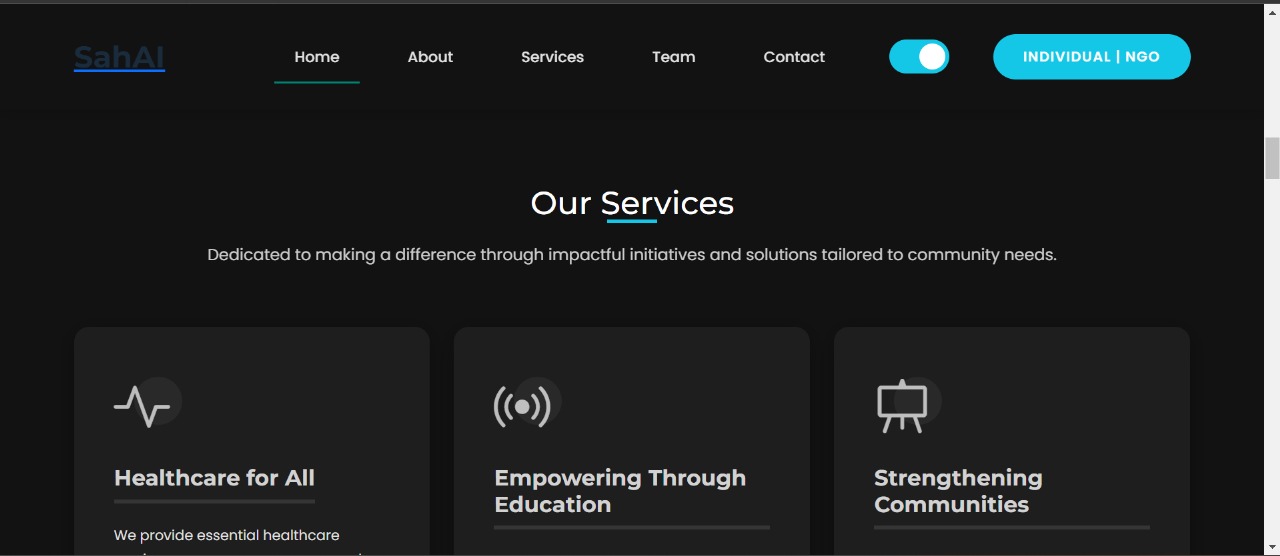 SahAI
Home
About
Services
Team
Contact
INDIVIDUAL | NGO
Our Services
Dedicated to making a difference through impactful initiatives and solutions tailored to community needs.
Healthcare for All
We provide essential healthcare
Empowering Through
Education
Strengthening
Communities